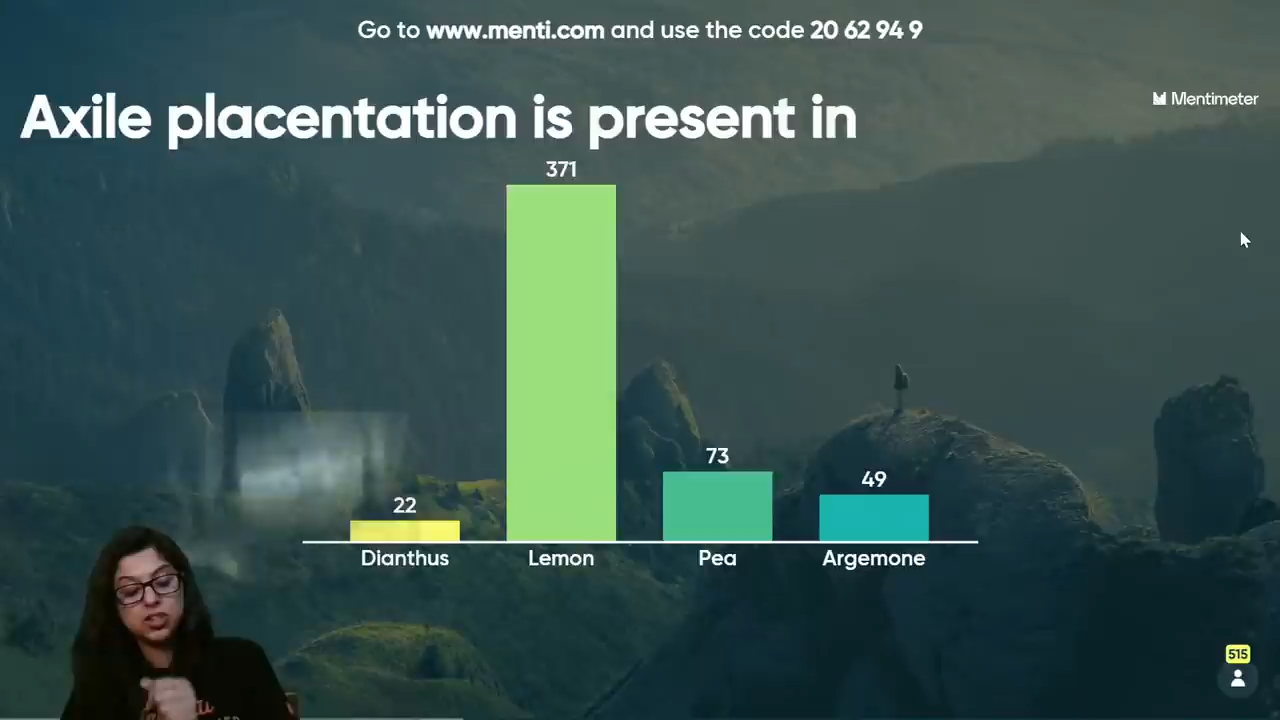 Go to www.menti.com and use the code 20 62 94 9
Mentimeter
Axile placentation is present in
371
73
49
22
Dianthus
Lemon
Pea
Argemone
515